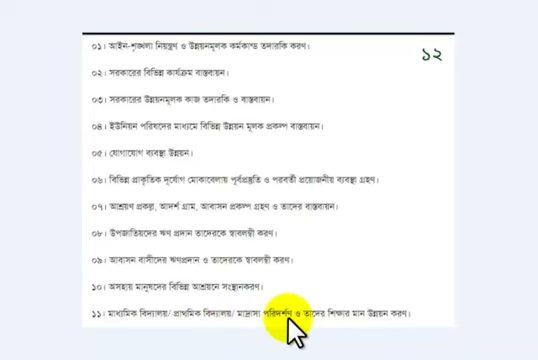 ১২
০১। আইন-শৃঙ্খলা নিয়ন্ত্রণ ও উন্নয়নমূলক কর্মকান্ড তদারকি করণ।
০২। সরকারের বিভিন্ন কার্যক্রম বাস্তবায়ন।
০৩। সরকারের উন্নয়নমূলক কাজ তদারকি ও বাস্তবায়ন।
০৪। ইউনিয়ন পরিষদের মাধ্যমে বিভিন্ন উন্নয়ন মূলক প্রকল্প বাস্তবায়ন।
০৫। যোগাযোগ ব্যবস্থা উন্নয়ন।
০৬। বিভিন্ন প্রাকৃতিক দূর্যোগ মোকাবেলায় পূর্বপ্রস্তুতি ও পরবর্তী প্রয়োজনীয় ব্যবস্থা গ্রহণ।
০৭। আশ্রয়ণ প্রকল্প, আদর্শ গ্রাম, আবাসন প্রকল্প গ্রহণ ও তাদের বাস্তবায়ন।
০৮। উপজাতিয়দের ঋণ প্রদান তাদেরকে স্বাবলম্বী করণ।
০৯। আবাসন বাসীদের ঋণপ্রদান ও তাদেরকে স্বাবলম্বী করণ।
১০। অসহায় মানুষদের বিভিন্ন আশ্রয়নে সংস্থানকরণ।
১১। মাধ্যমিক বিদ্যালয়/ প্রাথমিক বিদ্যালয়/ মাদ্রাসা পরিদর্শণ ও তাদের শিক্ষার মান উন্নয়ন করণ।